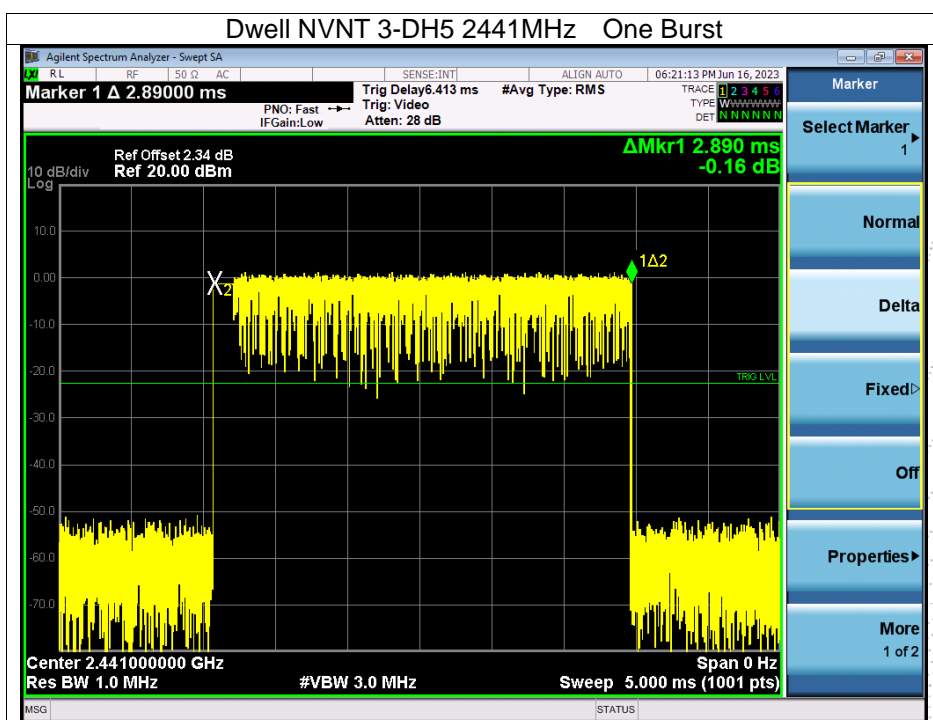 Dwell NVNT 3-DH5 2441MHz One Burst
Agilent Spectrum Analyzer - Swept SA
LXI RL RF 50 Ω AC SENSE:INT ALIGN AUTO 06:21:13 PM Jun 16, 2023
Marker 1 Δ 2.89000 ms
PNO: Fast
IFGain:Low
Trig Delay6.413 ms
Trig: Video
Atten: 28 dB
#Avg Type: RMS
TRACE 1 2 3 4 5 6
TYPE WWWWWW
DET N N N N N N
ΔMkr1 2.890 ms
-0.16 dB
Ref Offset 2.34 dB
10 dB/div Ref 20.00 dBm
Log
10.0
0.00
-10.0
-20.0
-30.0
-40.0
-50.0
-60.0
-70.0
X2
1Δ2
TRIG LVL
Center 2.441000000 GHz Span 0 Hz
Res BW 1.0 MHz #VBW 3.0 MHz Sweep 5.000 ms (1001 pts)
MSG STATUS
Marker
Select Marker
1
Normal
Delta
Fixed
Off
Properties
More
1 of 2